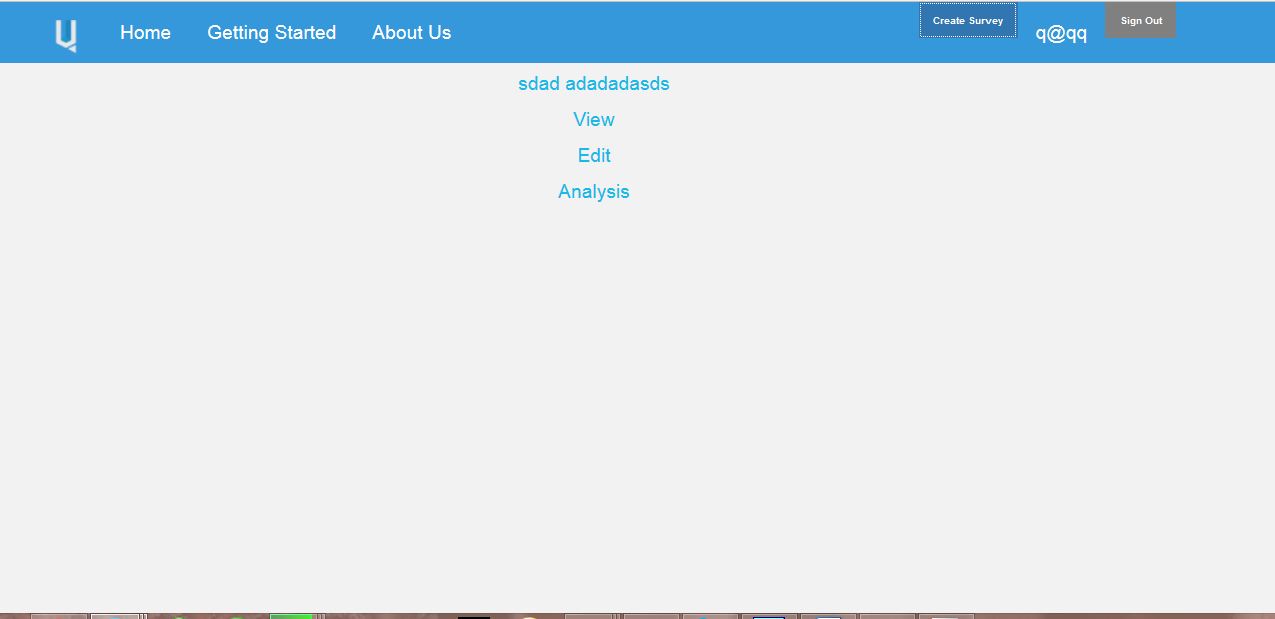 Home Getting Started About Us Create Survey q@qq Sign Out
sdad adadadasds
View
Edit
Analysis